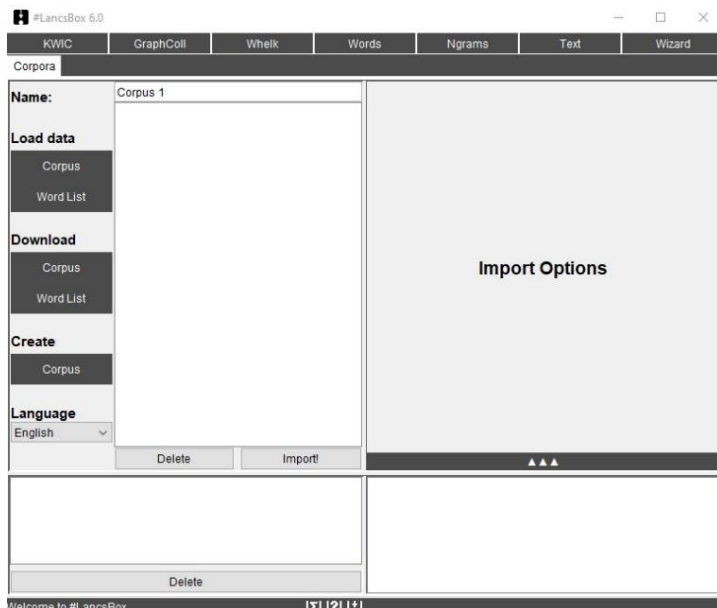 #LancsBox 6.0
KWIC GraphColl Whelk Words Ngrams Text Wizard
Corpora
Name: Corpus 1
Load data
Corpus
Word List
Download
Corpus
Word List
Import Options
Create
Corpus
Language
English
Delete Import!
▲▲▲
Delete
Welcome to #LancsBox